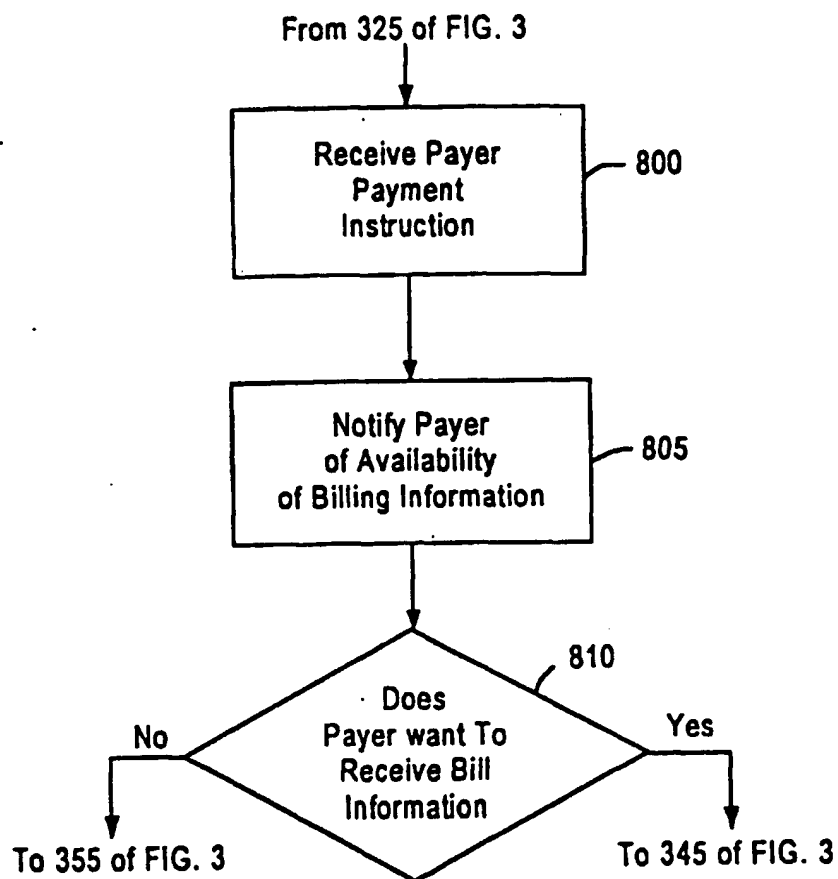 From 325 of FIG. 3
Receive Payer
Payment
Instruction
800
Notify Payer
of Availability
of Billing Information
805
810
Does
Payer want To
Receive Bill
Information
No
Yes
To 355 of FIG. 3
To 345 of FIG. 3